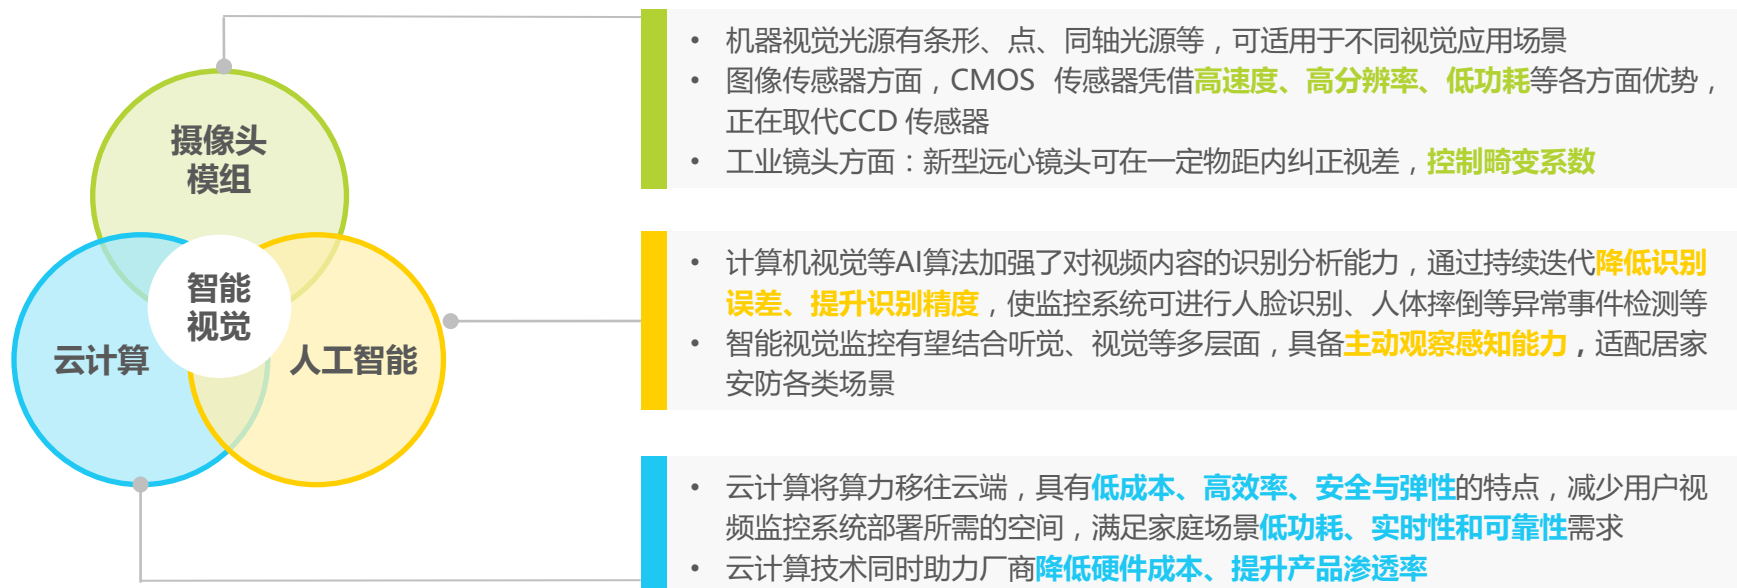 摄像头
模组
智能
视觉
云计算
人工智能
• 机器视觉光源有条形、点、同轴光源等，可适用于不同视觉应用场景
• 图像传感器方面，CMOS 传感器凭借高速度、高分辨率、低功耗等各方面优势，
正在取代CCD 传感器
• 工业镜头方面：新型远心镜头可在一定物距内纠正视差，控制畸变系数
• 计算机视觉等AI算法加强了对视频内容的识别分析能力，通过持续迭代降低识别
误差、提升识别精度，使监控系统可进行人脸识别、人体摔倒等异常事件检测等
• 智能视觉监控有望结合听觉、视觉等多层面，具备主动观察感知能力，适配居家
安防各类场景
• 云计算将算力移往云端，具有低成本、高效率、安全与弹性的特点，减少用户视
频监控系统部署所需的空间，满足家庭场景低功耗、实时性和可靠性需求
• 云计算技术同时助力厂商降低硬件成本、提升产品渗透率